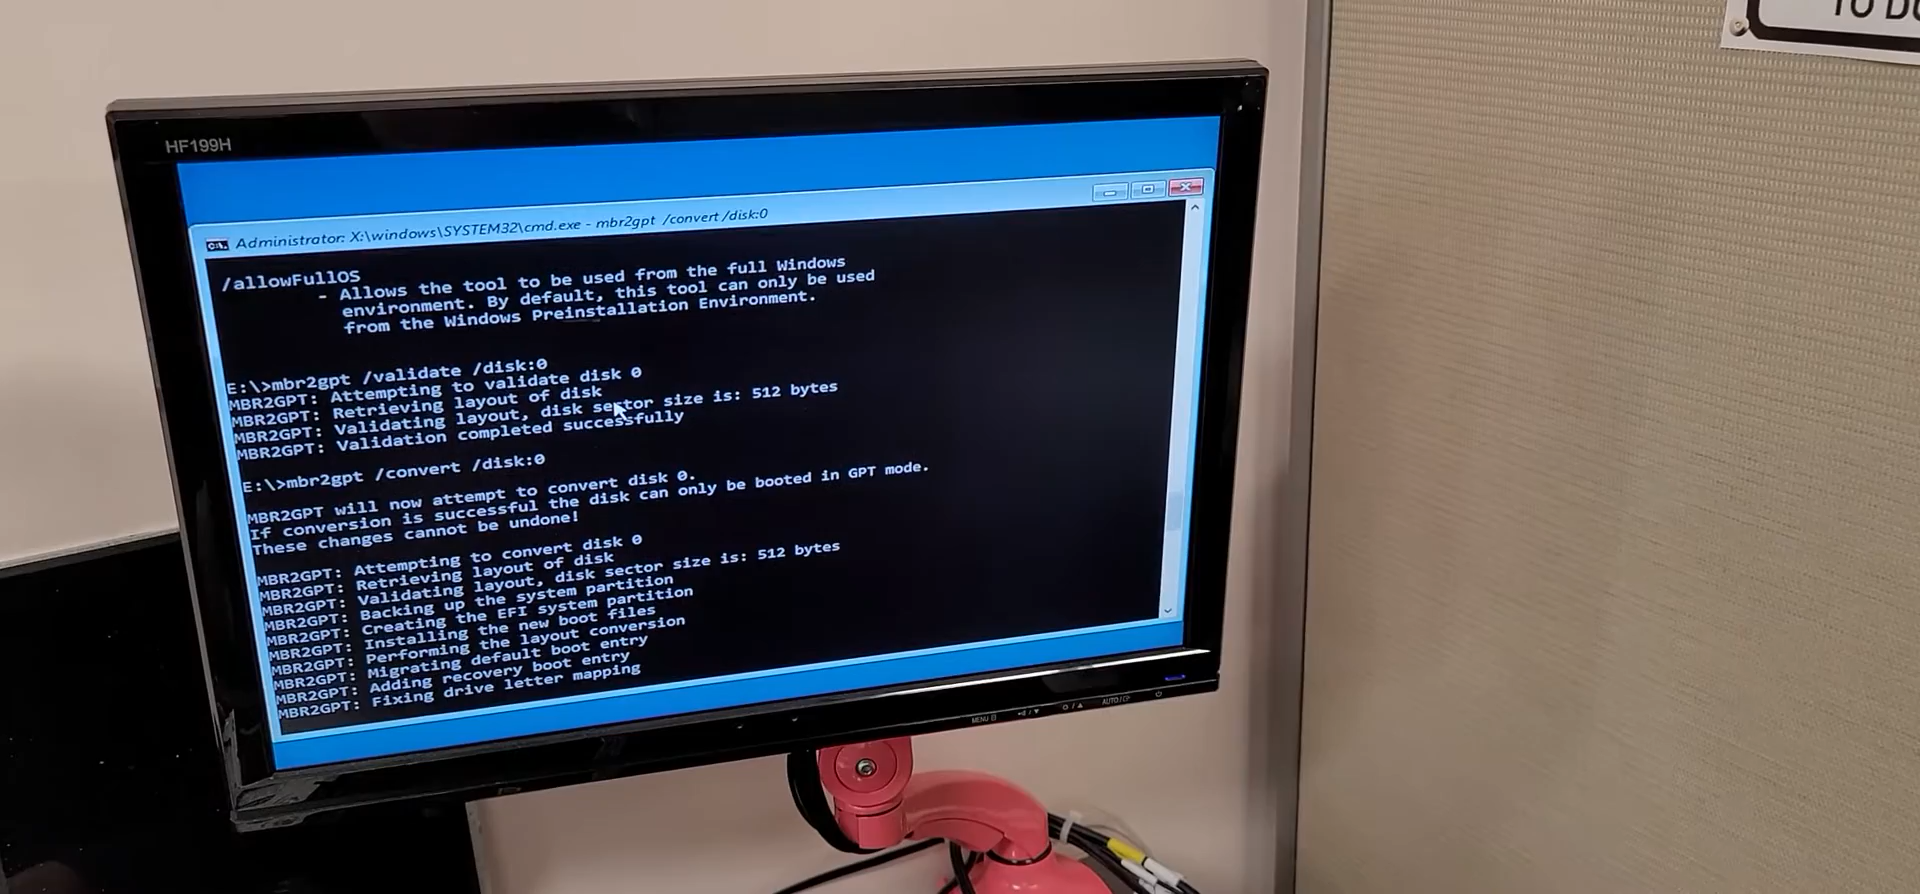 TO DO
HF199H
Administrator: X:\windows\SYSTEM32\cmd.exe - mbr2gpt /convert /disk:0
/allowFullOS
- Allows the tool to be used from the full Windows
environment. By default, this tool can only be used
from the Windows Preinstallation Environment.
E:\>mbr2gpt /validate /disk:0
MBR2GPT: Attempting to validate disk 0
MBR2GPT: Retrieving layout of disk
MBR2GPT: Validating layout, disk sector size is: 512 bytes
MBR2GPT: Validation completed successfully
E:\>mbr2gpt /convert /disk:0
MBR2GPT will now attempt to convert disk 0.
If conversion is successful the disk can only be booted in GPT mode.
These changes cannot be undone!
MBR2GPT: Attempting to convert disk 0
MBR2GPT: Retrieving layout of disk
MBR2GPT: Validating layout, disk sector size is: 512 bytes
MBR2GPT: Backing up the system partition
MBR2GPT: Creating the EFI system partition
MBR2GPT: Installing the new boot files
MBR2GPT: Performing the layout conversion
MBR2GPT: Migrating default boot entry
MBR2GPT: Adding recovery boot entry
MBR2GPT: Fixing drive letter mapping
MENU
AUTO